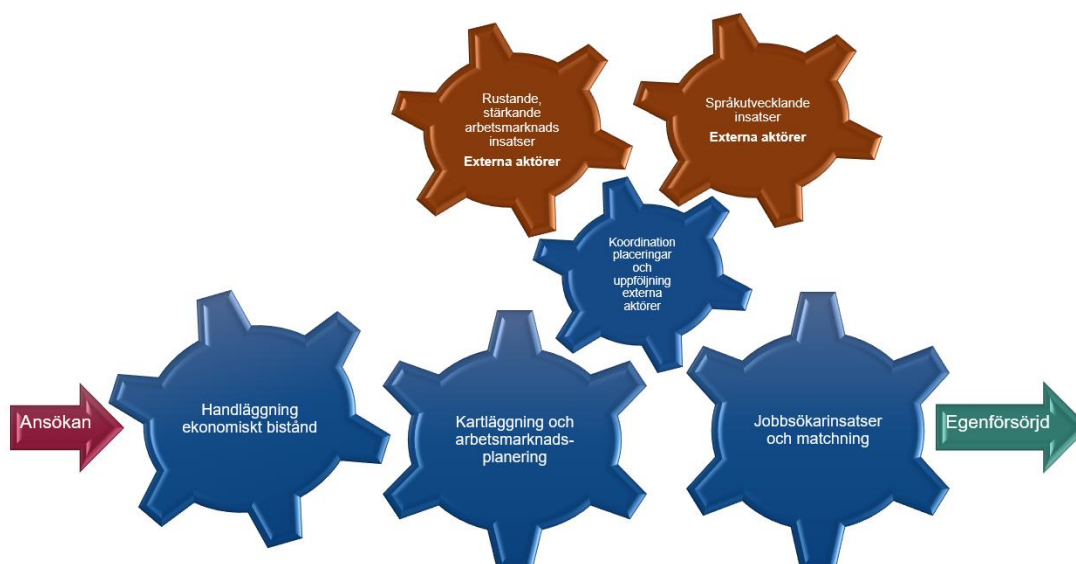 Rustande,
stärkande
arbetsmarknads
insatser
Externa aktörer
Språkutvecklande
insatser
Externa aktörer
Koordination
placeringar
och
uppföljning
externa
aktörer
Ansökan
Handläggning
ekonomiskt bistånd
Kartläggning och
arbetsmarknads-
planering
Jobbsökarinsatser
och matchning
Egenförsörjd